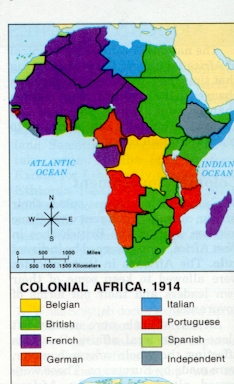 ATLANTIC
OCEAN
INDIAN
OCEAN
N
W E
S
0 500 1000 Miles
0 500 1000 1500 Kilometers
COLONIAL AFRICA, 1914
Belgian
British
French
German
Italian
Portuguese
Spanish
Independent